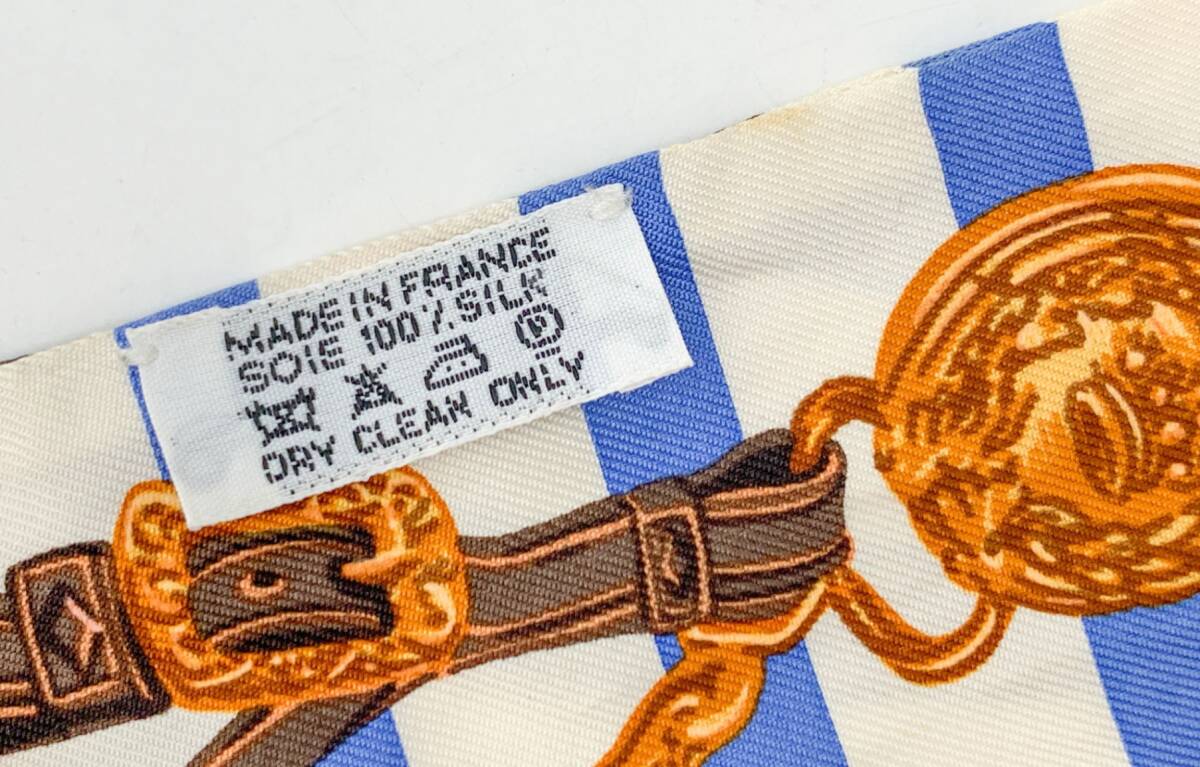 MADE IN FRANCE
SOIE 100% SILK
DRY CLEAN ONLY